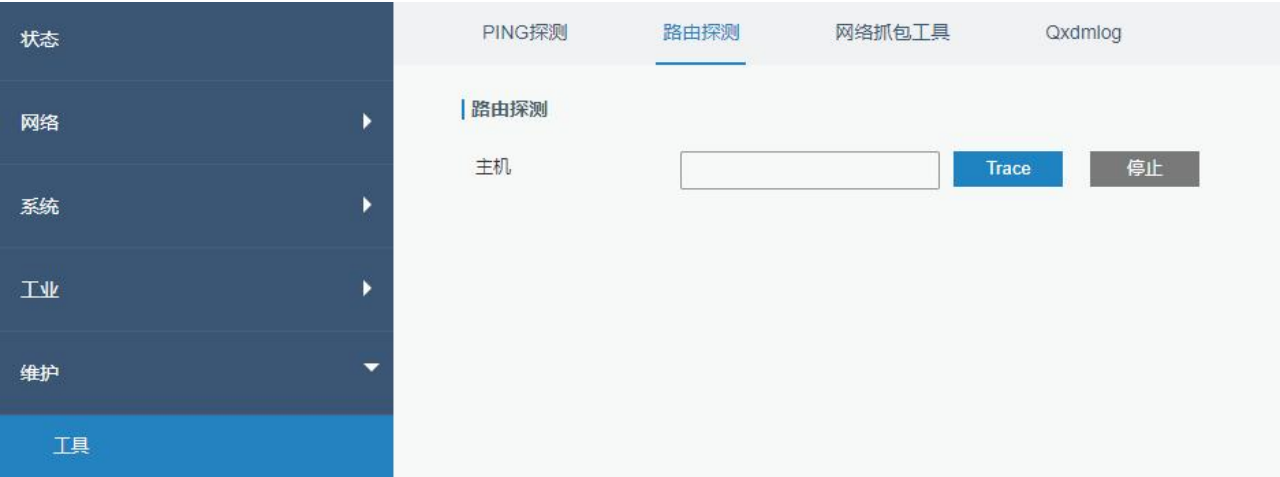 状态
网络
系统
工业
维护
工具
PING探测 路由探测 网络抓包工具 Qxdmlog
路由探测
主机 Trace 停止